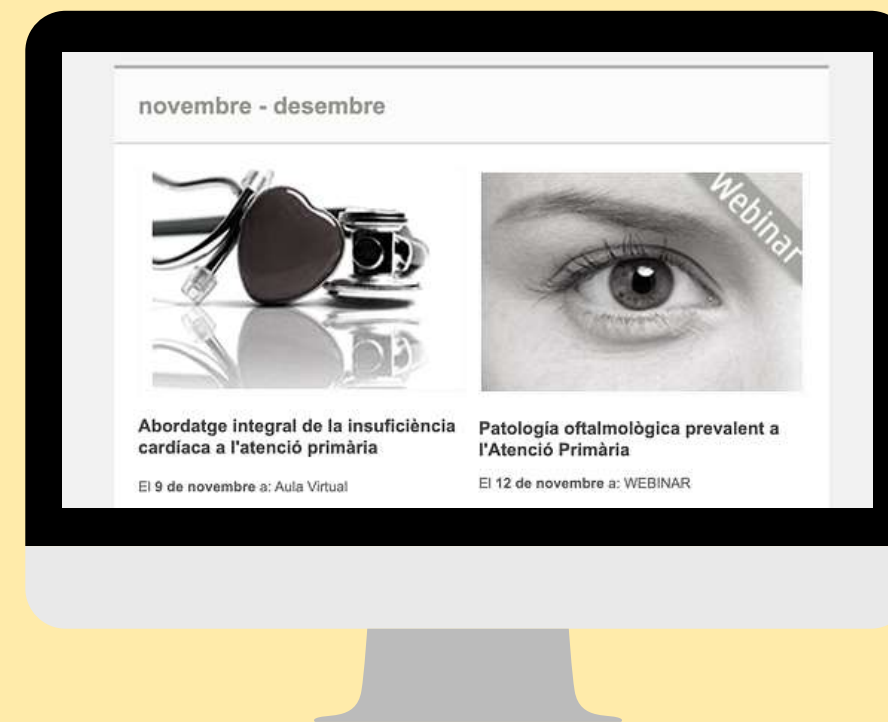 novembre - desembre
Webinar
Abordatge integral de la insuficiència
cardíaca a l'atenció primària
El 9 de novembre a: Aula Virtual
Patología oftalmològica prevalent a
l'Atenció Primària
El 12 de novembre a: WEBINAR